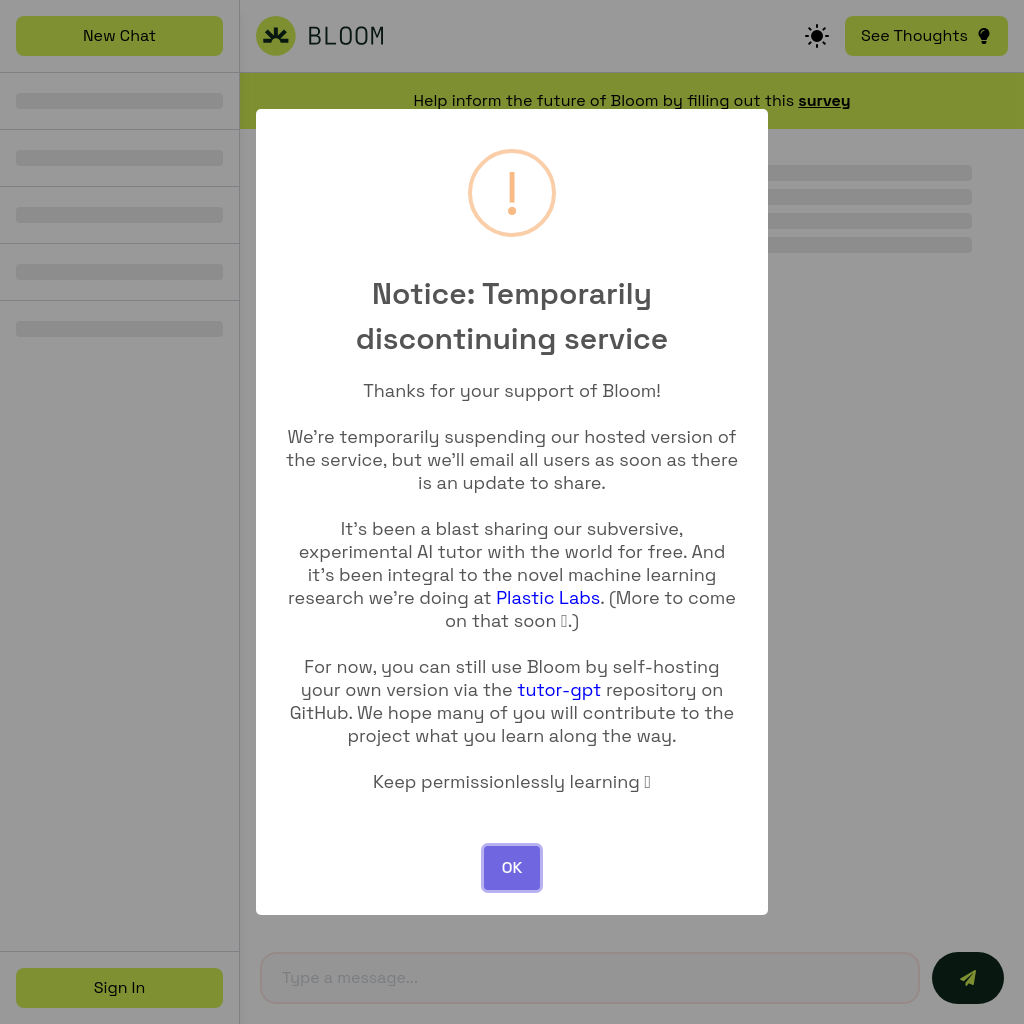 New Chat
BLOOM
See Thoughts
Help inform the future of Bloom by filling out this survey
!
Notice: Temporarily
discontinuing service
Thanks for your support of Bloom!
We're temporarily suspending our hosted version of
the service, but we'll email all users as soon as there
is an update to share.
It's been a blast sharing our subversive,
experimental AI tutor with the world for free. And
it's been integral to the novel machine learning
research we're doing at Plastic Labs. (More to come
on that soon .)
For now, you can still use Bloom by self-hosting
your own version via the tutor-gpt repository on
GitHub. We hope many of you will contribute to the
project what you learn along the way.
Keep permissionlessly learning
OK
Type a message...
Sign In